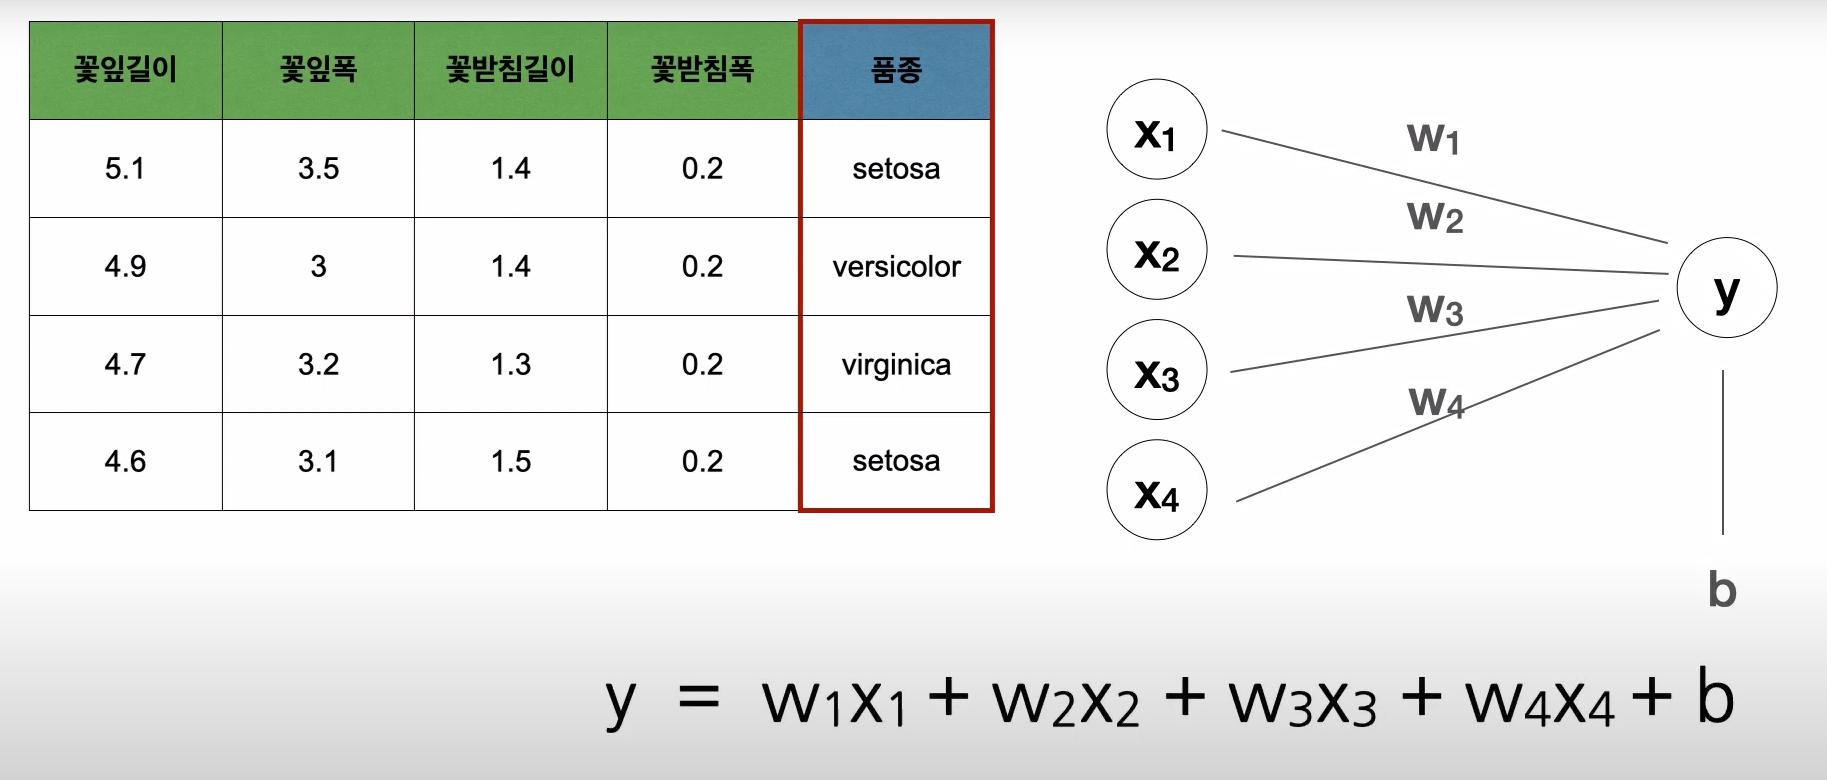 꽃잎길이 꽃잎폭 꽃받침길이 꽃받침폭 품종
5.1 3.5 1.4 0.2 setosa
4.9 3 1.4 0.2 versicolor
4.7 3.2 1.3 0.2 virginica
4.6 3.1 1.5 0.2 setosa
x₁
x₂
x₃
x₄
w₁
w₂
w₃
w₄
y
b
y = w₁x₁ + w₂x₂ + w₃x₃ + w₄x₄ + b